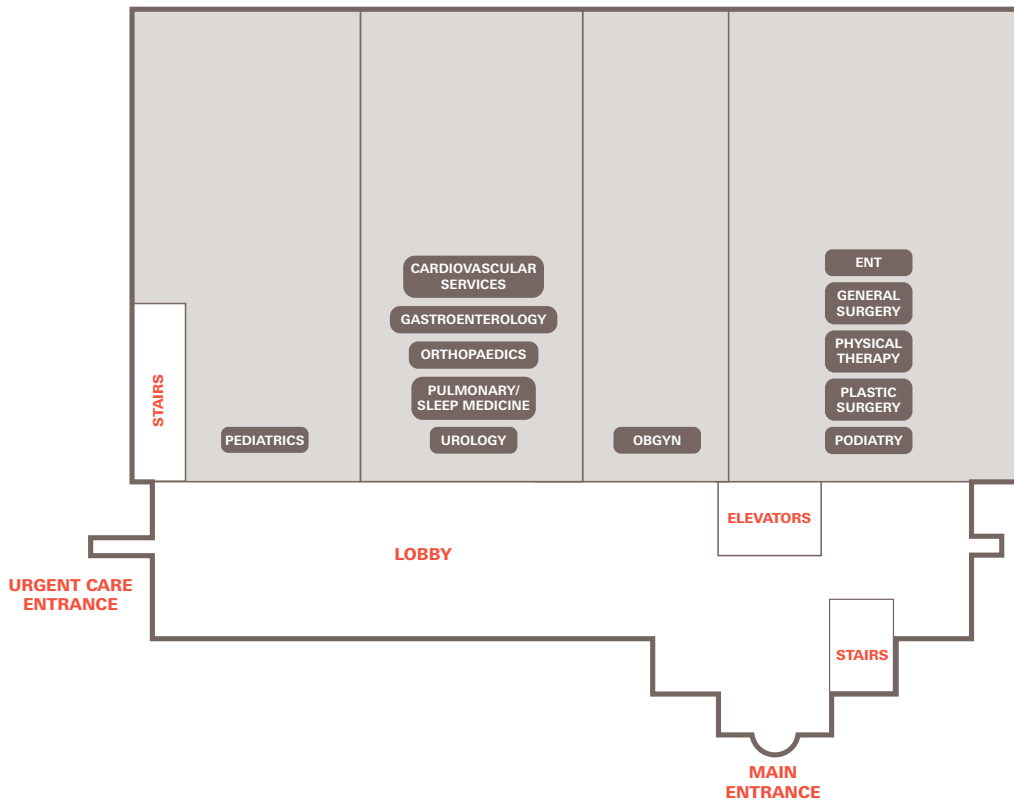 CARDIOVASCULAR
SERVICES
GASTROENTEROLOGY
ORTHOPAEDICS
PULMONARY/
SLEEP MEDICINE
UROLOGY
ENT
GENERAL
SURGERY
PHYSICAL
THERAPY
PLASTIC
SURGERY
PODIATRY
STAIRS
PEDIATRICS
OBGYN
ELEVATORS
LOBBY
URGENT CARE
ENTRANCE
STAIRS
MAIN
ENTRANCE